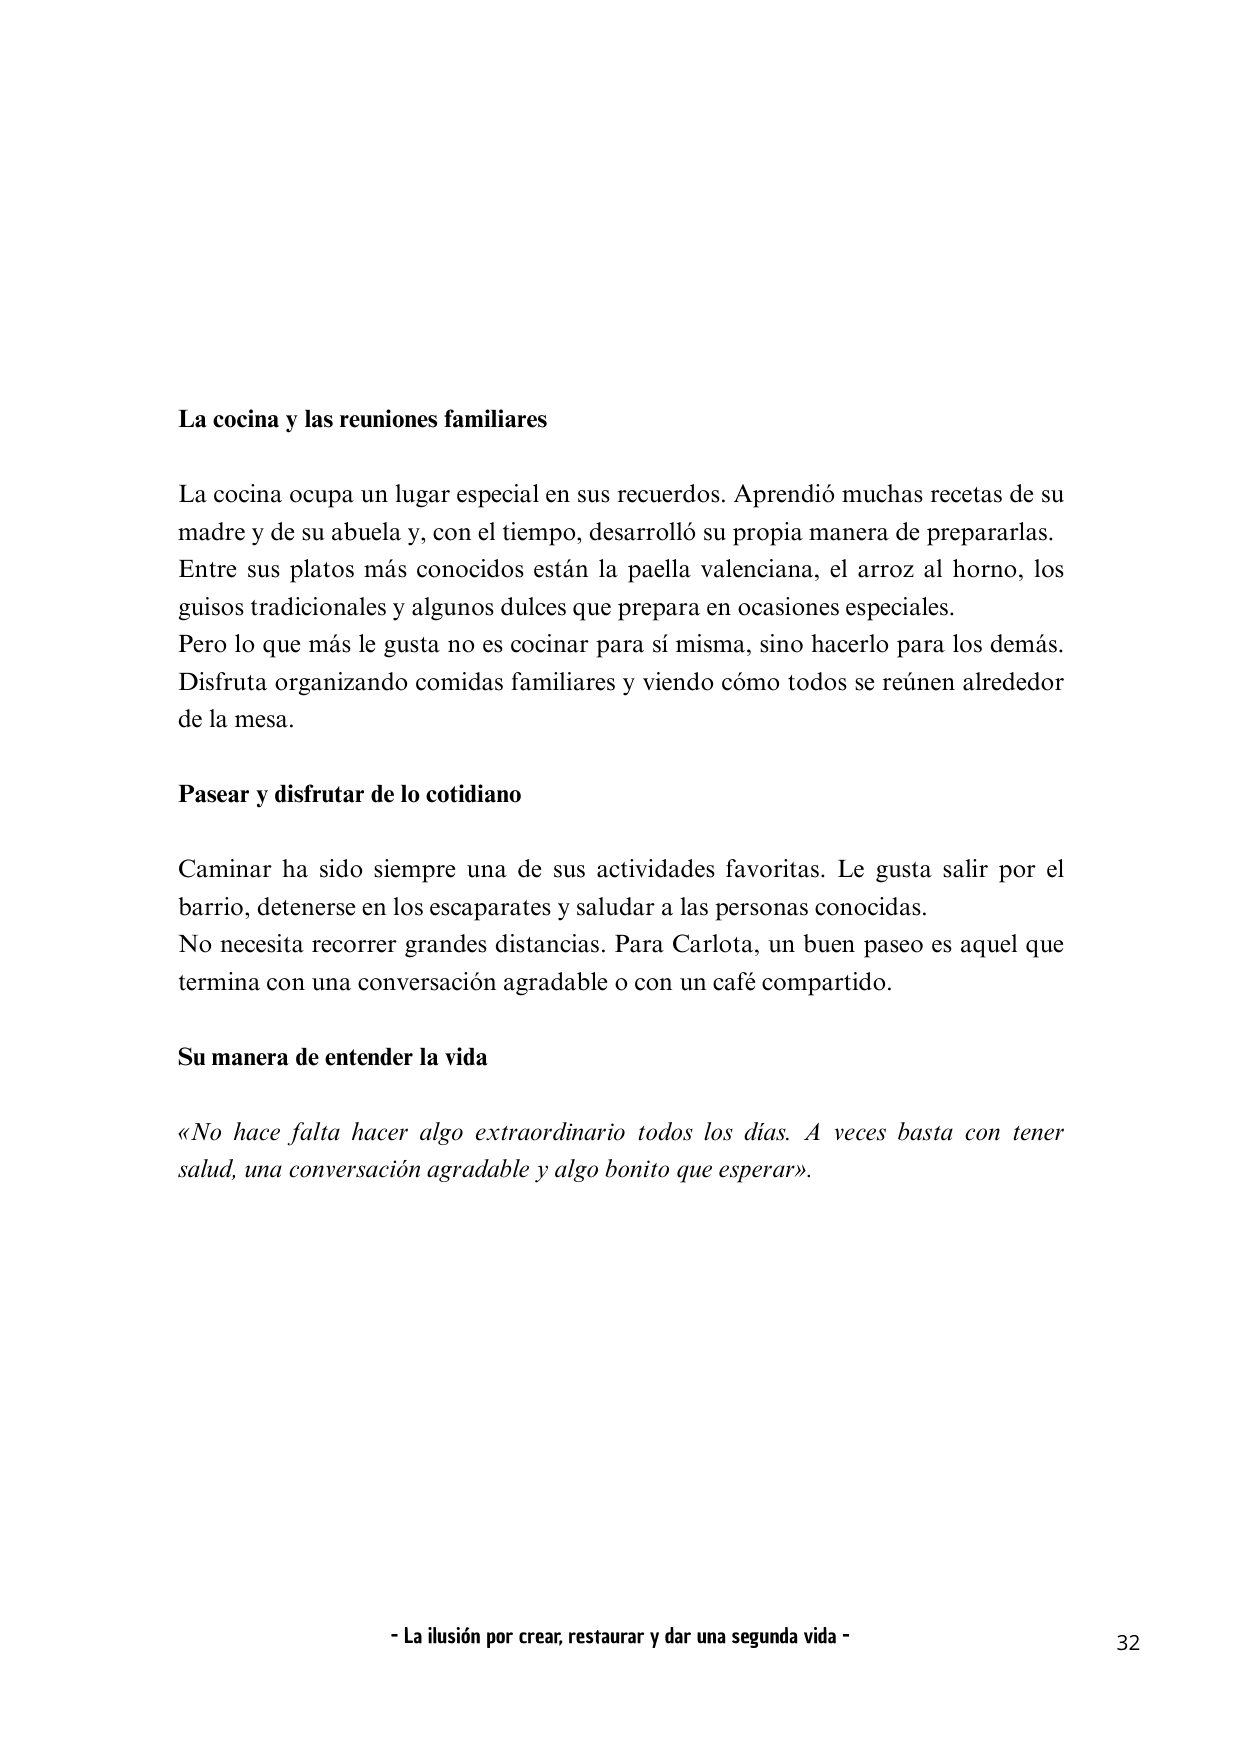 La cocina y las reuniones familiares
La cocina ocupa un lugar especial en sus recuerdos. Aprendió muchas recetas de su
madre y de su abuela y, con el tiempo, desarrolló su propia manera de prepararlas.
Entre sus platos más conocidos están la paella valenciana, el arroz al horno, los
guisos tradicionales y algunos dulces que prepara en ocasiones especiales.
Pero lo que más le gusta no es cocinar para sí misma, sino hacerlo para los demás.
Disfruta organizando comidas familiares y viendo cómo todos se reúnen alrededor
de la mesa.
Pasear y disfrutar de lo cotidiano
Caminar ha sido siempre una de sus actividades favoritas. Le gusta salir por el
barrio, detenerse en los escaparates y saludar a las personas conocidas.
No necesita recorrer grandes distancias. Para Carlota, un buen paseo es aquel que
termina con una conversación agradable o con un café compartido.
Su manera de entender la vida
«No hace falta hacer algo extraordinario todos los días. A veces basta con tener
salud, una conversación agradable y algo bonito que esperar».
- La ilusión por crear, restaurar y dar una segunda vida -
32